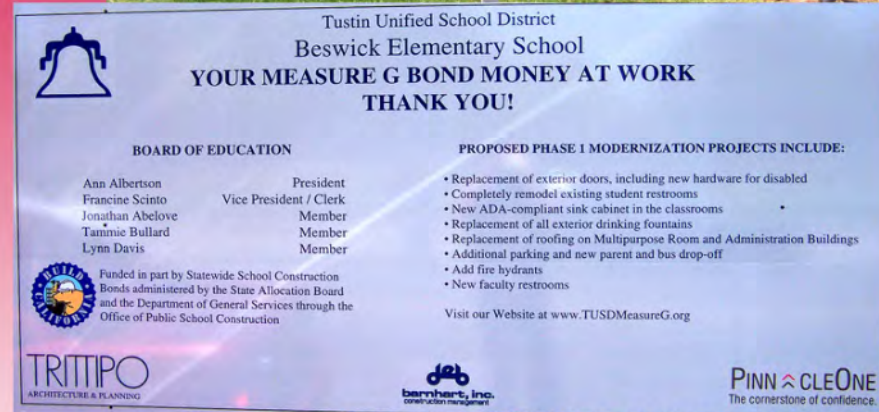 Tustin Unified School District
Beswick Elementary School
YOUR MEASURE G BOND MONEY AT WORK
THANK YOU!
BOARD OF EDUCATION
Ann Albertson President
Francine Scinto Vice President / Clerk
Jonathan Abelove Member
Tammie Bullard Member
Lynn Davis Member
BUILD
CALIFORNIA
Funded in part by Statewide School Construction
Bonds administered by the State Allocation Board
and the Department of General Services through the
Office of Public School Construction
PROPOSED PHASE 1 MODERNIZATION PROJECTS INCLUDE:
• Replacement of exterior doors, including new hardware for disabled
• Completely remodel existing student restrooms
• New ADA-compliant sink cabinet in the classrooms
• Replacement of all exterior drinking fountains
• Replacement of roofing on Multipurpose Room and Administration Buildings
• Additional parking and new parent and bus drop-off
• Add fire hydrants
• New faculty restrooms
Visit our Website at www.TUSDMeasureG.org
TRITTIPO
ARCHITECTURE & PLANNING
barnhart, inc.
construction management
PINNACLEONE
The cornerstone of confidence.